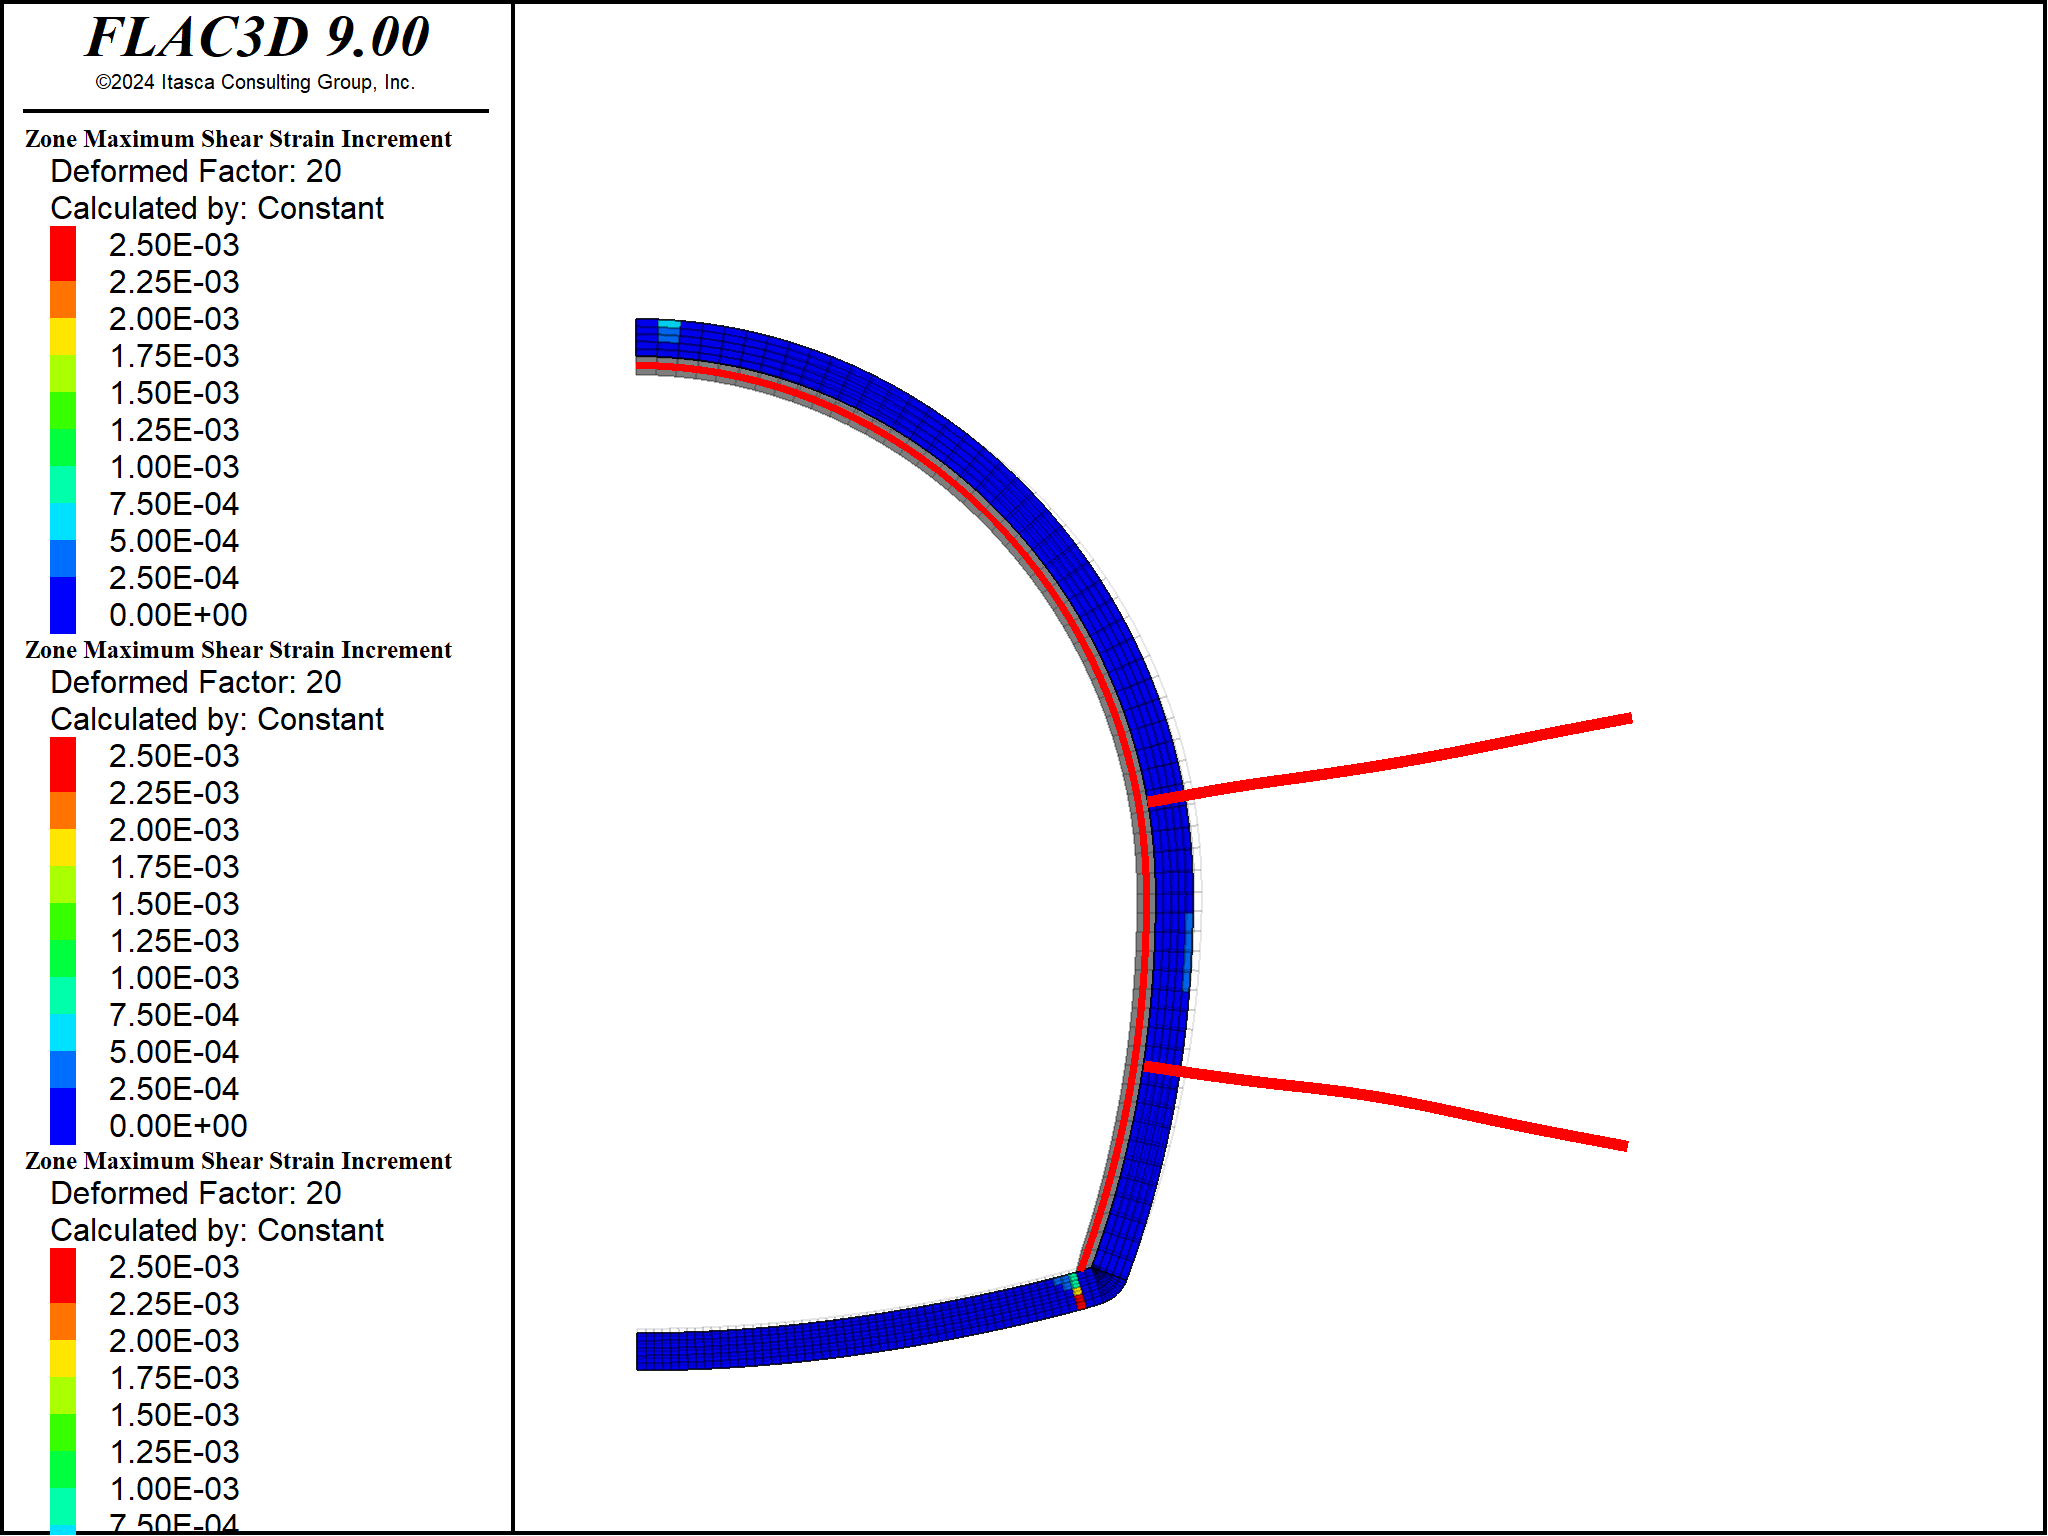 FLAC3D 9.00
©2024 Itasca Consulting Group, Inc.
Zone Maximum Shear Strain Increment
Deformed Factor: 20
Calculated by: Constant
2.50E-03
2.25E-03
2.00E-03
1.75E-03
1.50E-03
1.25E-03
1.00E-03
7.50E-04
5.00E-04
2.50E-04
0.00E+00
Zone Maximum Shear Strain Increment
Deformed Factor: 20
Calculated by: Constant
2.50E-03
2.25E-03
2.00E-03
1.75E-03
1.50E-03
1.25E-03
1.00E-03
7.50E-04
5.00E-04
2.50E-04
0.00E+00
Zone Maximum Shear Strain Increment
Deformed Factor: 20
Calculated by: Constant
2.50E-03
2.25E-03
2.00E-03
1.75E-03
1.50E-03
1.25E-03
1.00E-03
7.50E-04